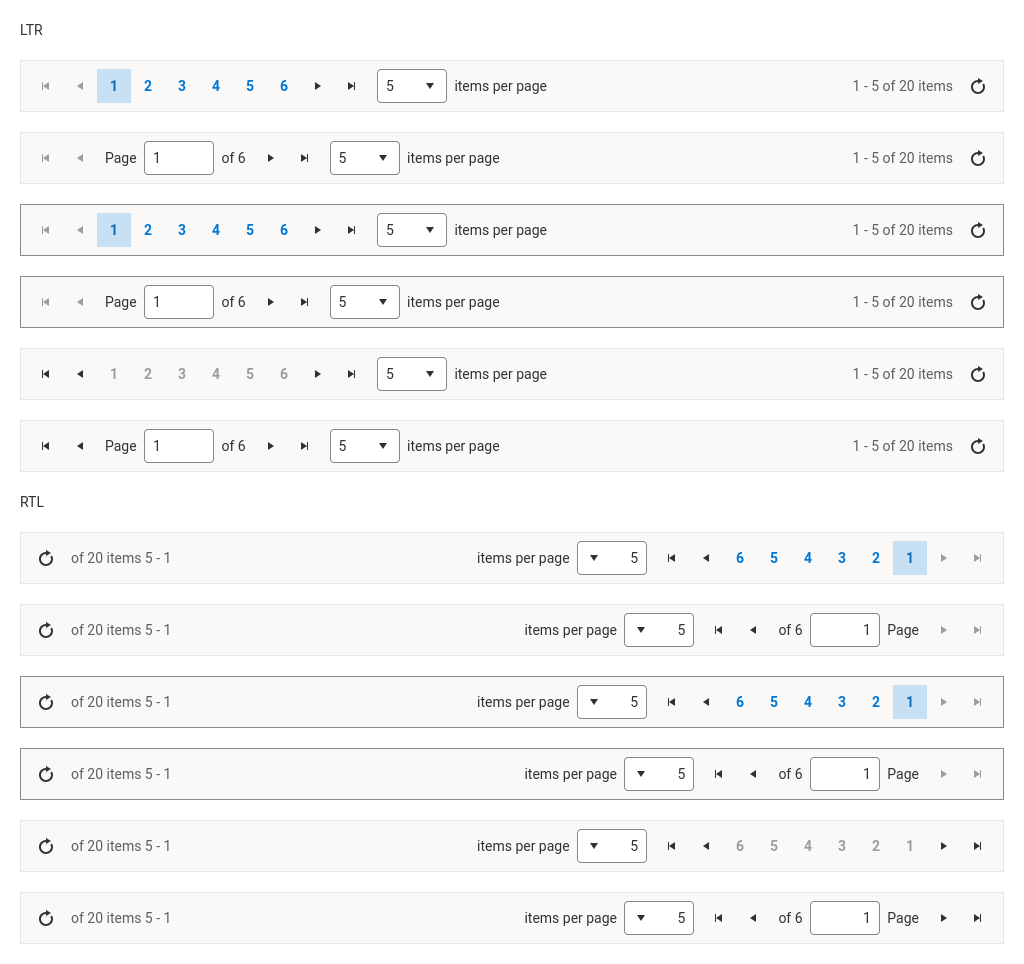 LTR
1 2 3 4 5 6 5 items per page 1 - 5 of 20 items
Page 1 of 6 5 items per page 1 - 5 of 20 items
1 2 3 4 5 6 5 items per page 1 - 5 of 20 items
Page 1 of 6 5 items per page 1 - 5 of 20 items
1 2 3 4 5 6 5 items per page 1 - 5 of 20 items
Page 1 of 6 5 items per page 1 - 5 of 20 items
RTL
of 20 items 5 - 1 items per page 5 6 5 4 3 2 1
of 20 items 5 - 1 items per page 5 of 6 1 Page
of 20 items 5 - 1 items per page 5 6 5 4 3 2 1
of 20 items 5 - 1 items per page 5 of 6 1 Page
of 20 items 5 - 1 items per page 5 6 5 4 3 2 1
of 20 items 5 - 1 items per page 5 of 6 1 Page